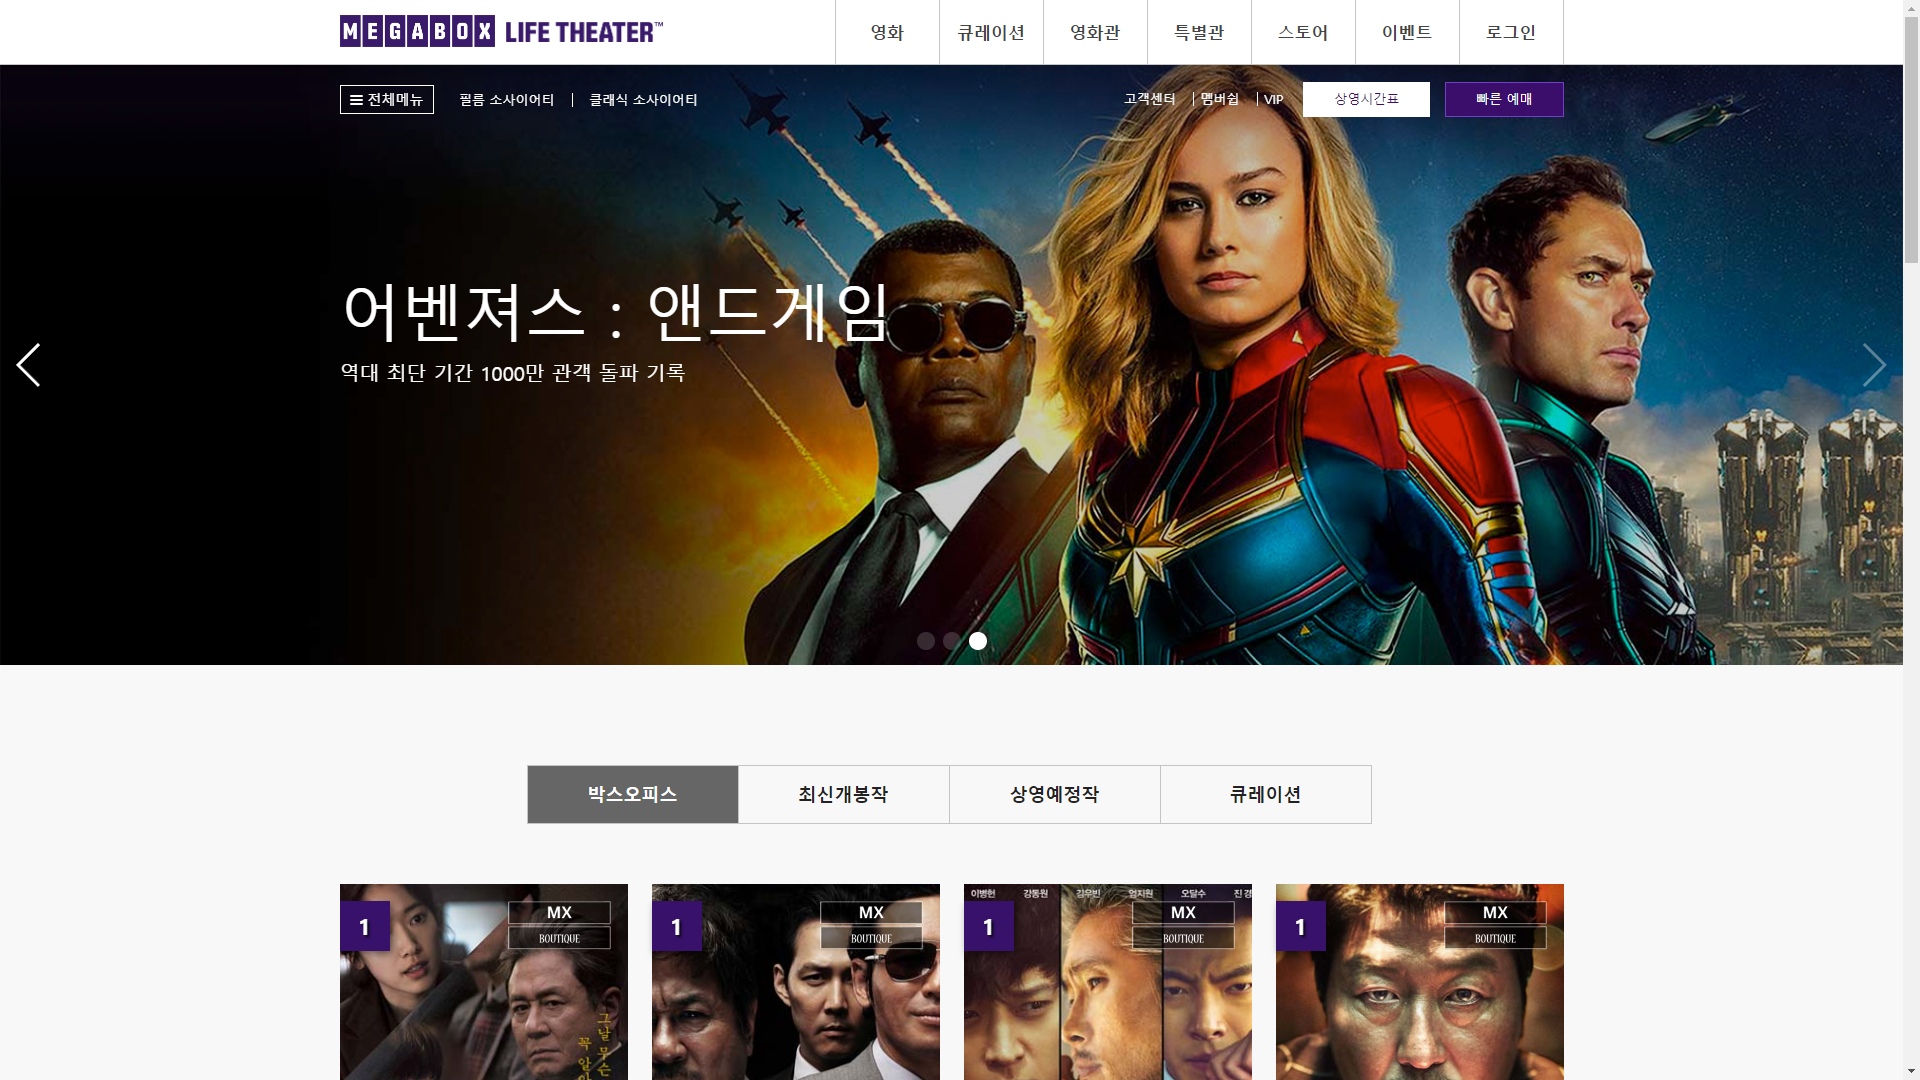 MEGABOX LIFE THEATER™
영화
큐레이션
영화관
특별관
스토어
이벤트
로그인
전체메뉴
필름 소사이어티
클래식 소사이어티
고객센터
멤버쉽
VIP
상영시간표
빠른 예매
어벤져스 : 앤드게임
역대 최단 기간 1000만 관객 돌파 기록
박스오피스
최신개봉작
상영예정작
큐레이션
1
MX
BOUTIQUE
그날 무슨
꼭 알아
1
MX
BOUTIQUE
이병헌 강동원 김우빈 엄지원 오달수 진경
1
MX
BOUTIQUE
1
MX
BOUTIQUE